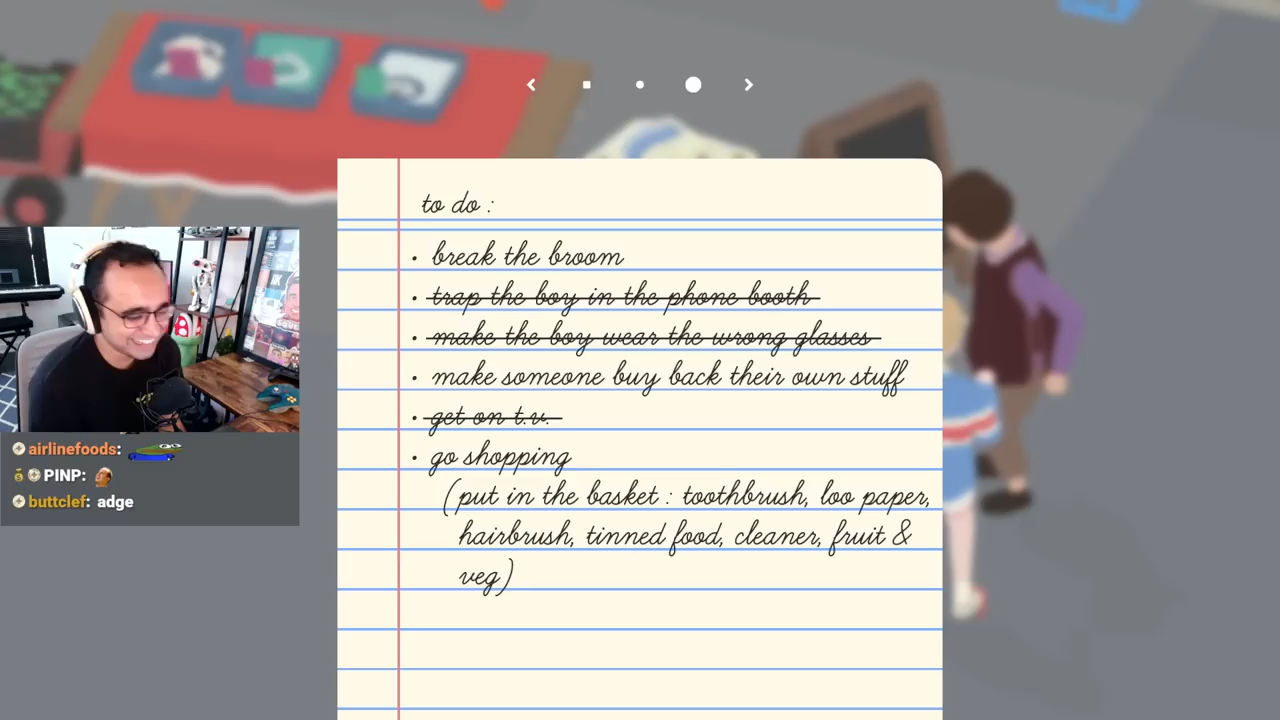 to do :
• break the broom
• trap the boy in the phone booth
• make the boy wear the wrong glasses
• make someone buy back their own stuff
• get on t.v.
• go shopping
(put in the basket : toothbrush, loo paper,
hairbrush, tinned food, cleaner, fruit &
veg)
airlinefoods:
PINP:
buttclef: adge